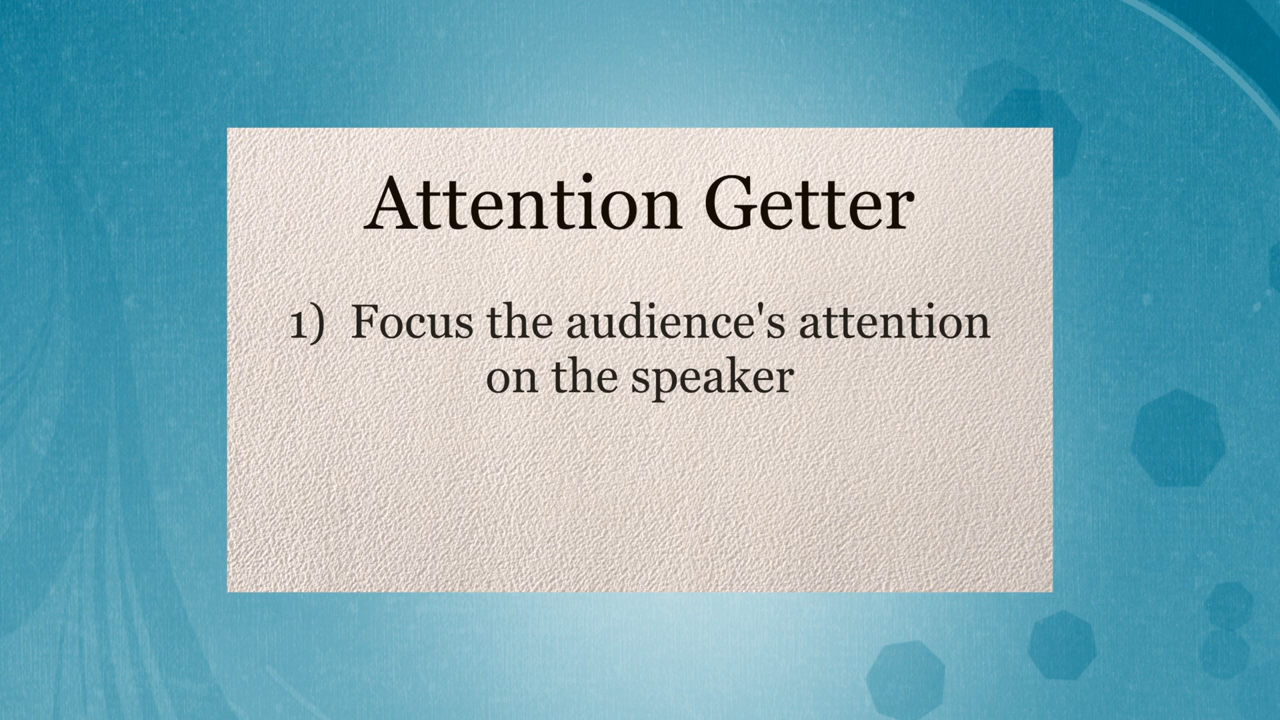 Attention Getter
1) Focus the audience's attention
on the speaker